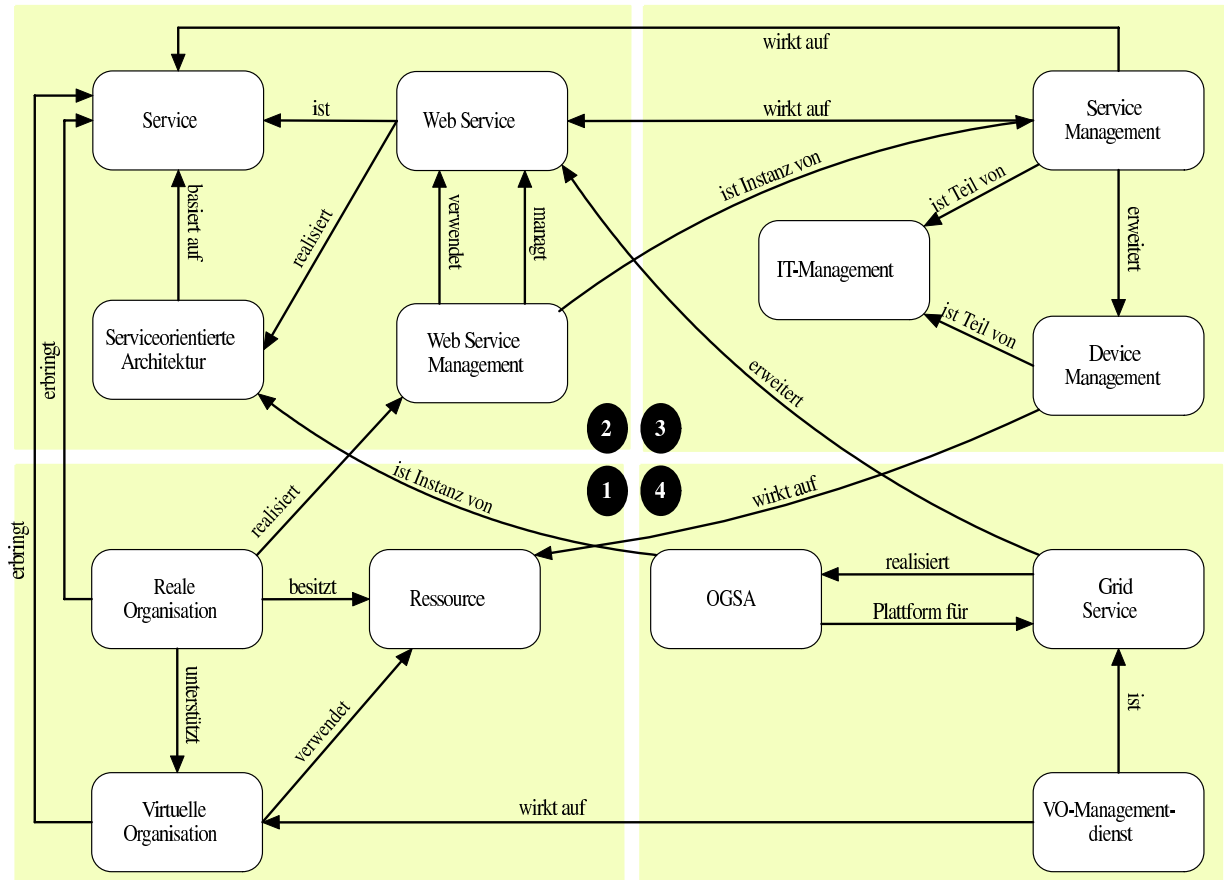 wirkt auf
Service
ist
Web Service
wirkt auf
Service
Management
ist Instanz von
ist Teil von
basiert auf
realisiert
verwendet
managt
erweitert
IT-Management
Serviceorientierte
Architektur
Web Service
Management
ist Teil von
Device
Management
erbringt
erweitert
2
3
ist Instanz von
1
4
wirkt auf
realisiert
erbringt
Reale
Organisation
besitzt
Ressource
OGSA
realisiert
Plattform für
Grid
Service
unterstützt
verwendet
ist
Virtuelle
Organisation
wirkt auf
VO-Management-
dienst